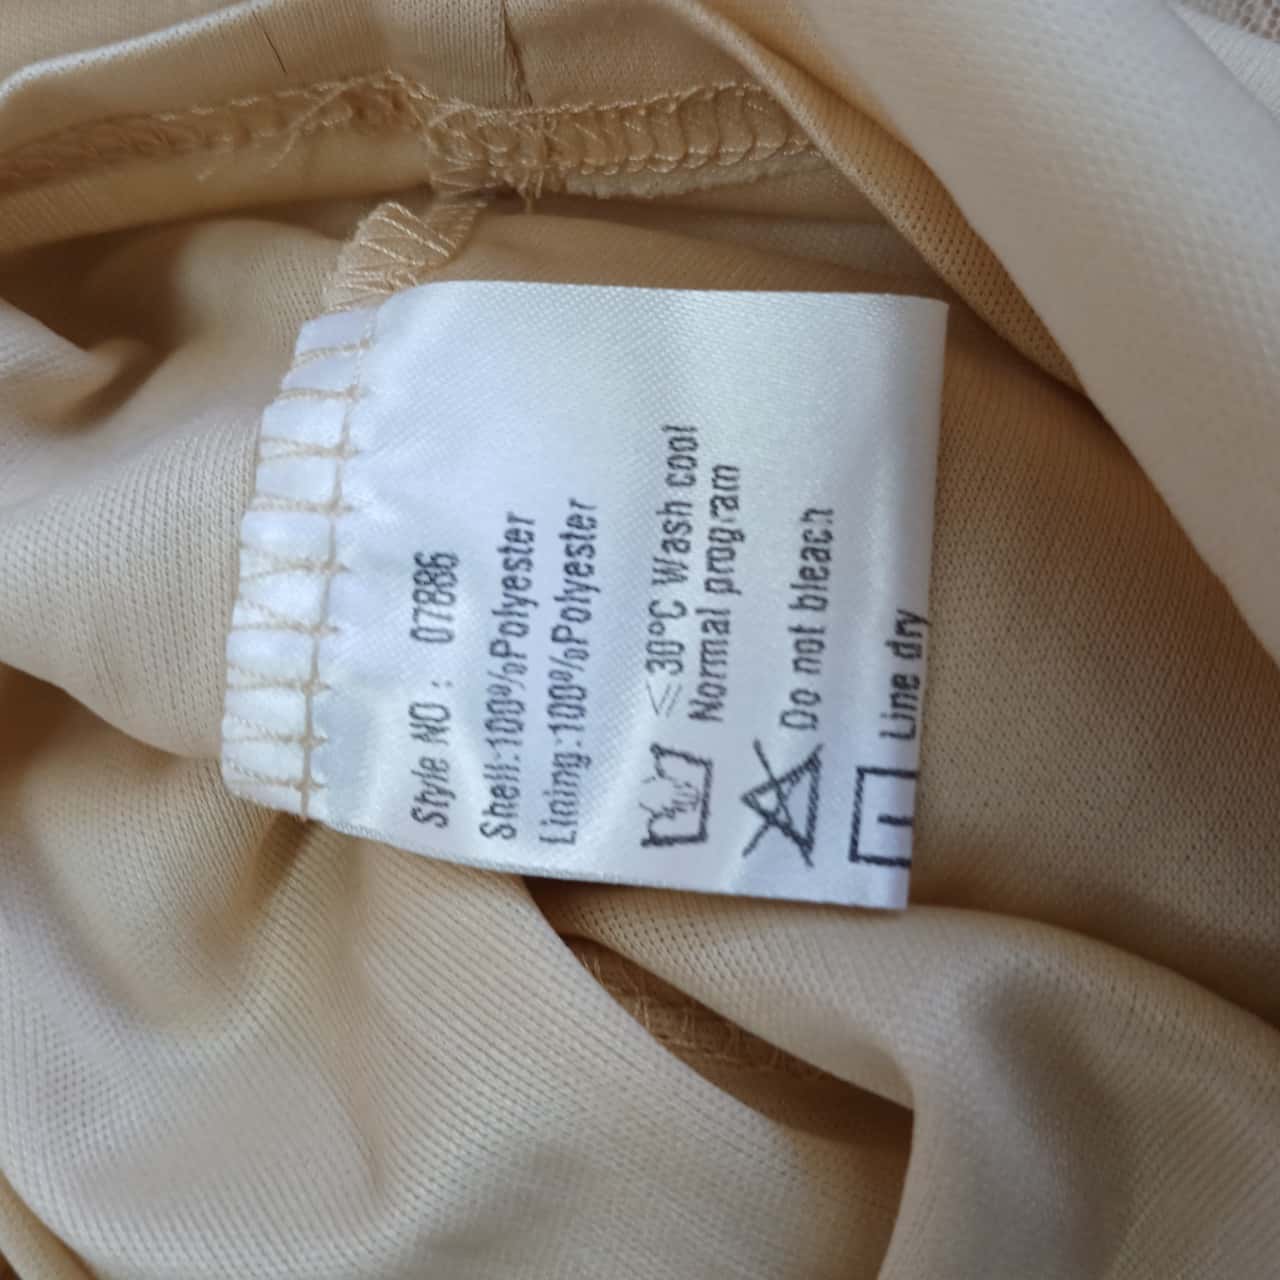 Style NO : 07886
Shell:100%Polyester
Lining:100%Polyester
≤30°C Wash cool
Normal program
Do not bleach
Line dry